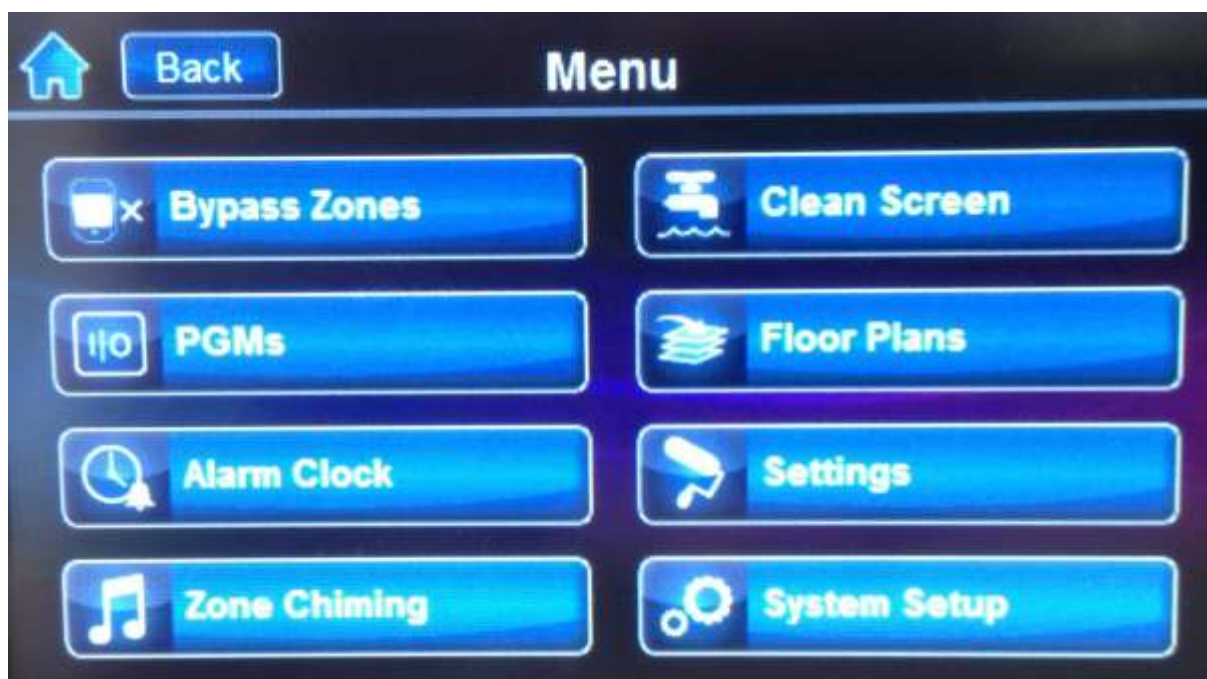 Back
Menu
Bypass Zones
Clean Screen
I|O PGMs
Floor Plans
Alarm Clock
Settings
Zone Chiming
System Setup